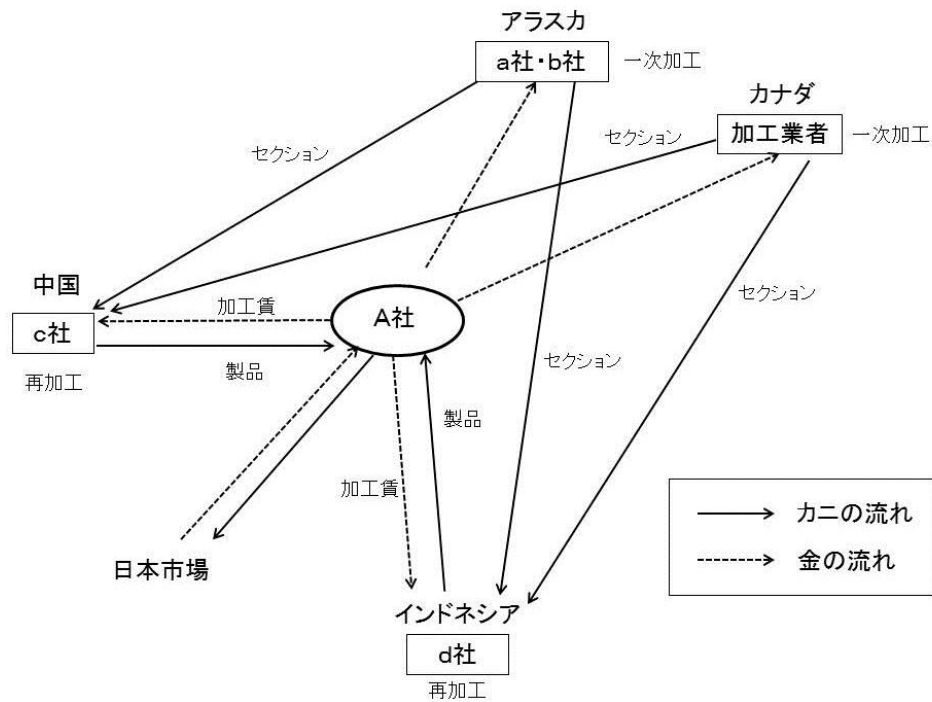 アラスカ
a社・b社
一次加工
カナダ
加工業者
一次加工
セクション
セクション
中国
c社
再加工
加工賃
A社
製品
セクション
セクション
製品
加工賃
日本市場
インドネシア
d社
再加工
カニの流れ
金の流れ